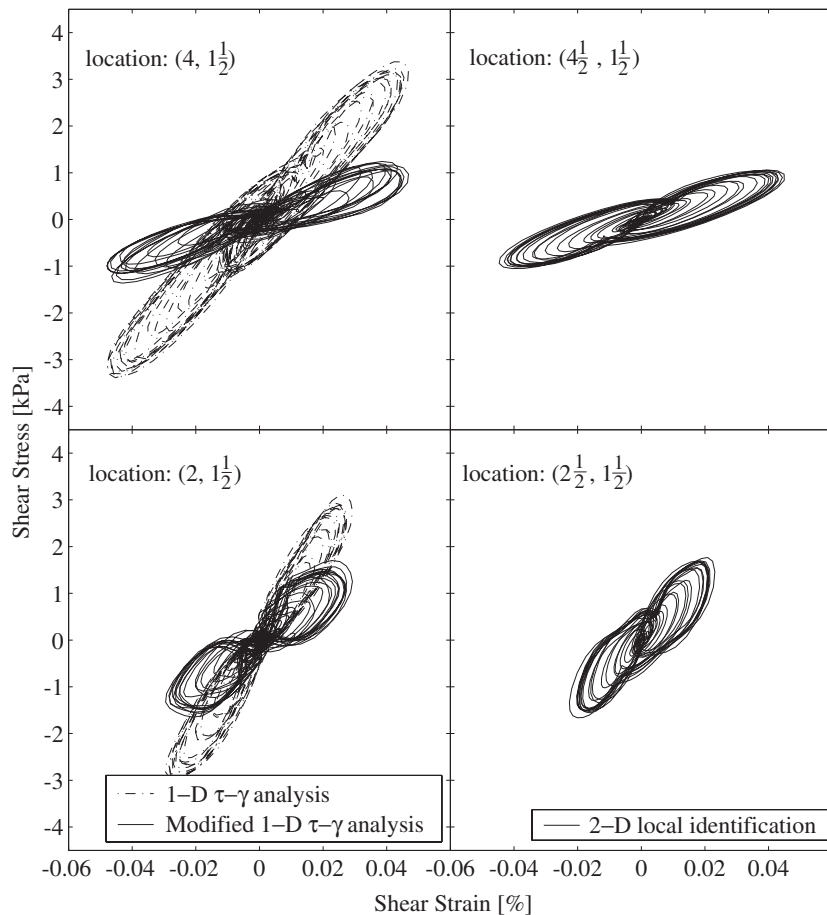 location: (4, 1½)
location: (4½ , 1½)
4
3
2
1
0
-1
-2
-3
-4
location: (2, 1½)
location: (2½ , 1½)
4
3
2
1
0
-1
-2
-3
-4
Shear Stress [kPa]
1–D τ–γ analysis
Modified 1–D τ–γ analysis
2–D local identification
-0.06 -0.04 -0.02 0 0.02 0.04 -0.06 -0.04 -0.02 0 0.02 0.04
Shear Strain [%]